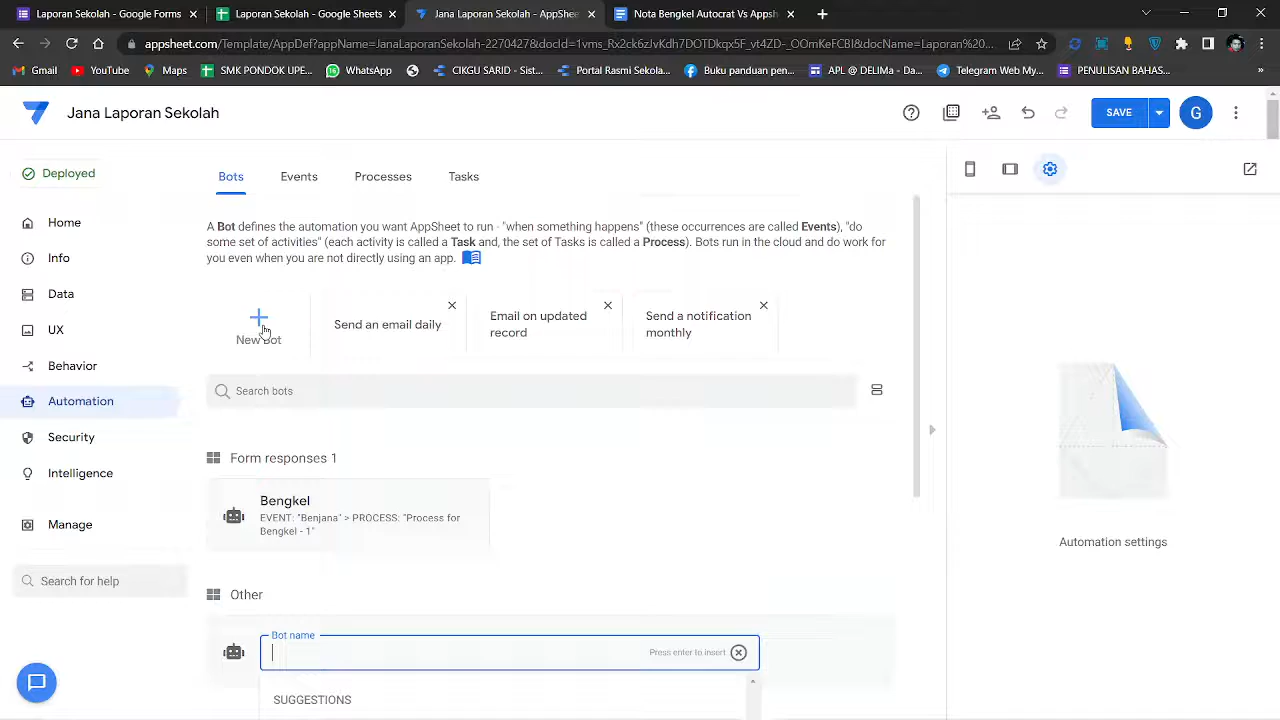 Laporan Sekolah - Google Forms
Laporan Sekolah - Google Sheets
Jana Laporan Sekolah - AppShee
Nota Bengkel Autocrat Vs Appsh
appsheet.com/Template/AppDef?appName=JanaLaporanSekolah-2270427&docId=1vms_Rx2ck6zJvKdh7DOTDkqx5F_yt4ZD-_OOmKeFCBI&docName=Laporan%20...
Gmail
YouTube
Maps
SMK PONDOK UPE...
WhatsApp
CIKGU SARID - Sist...
Portal Rasmi Sekola...
Buku panduan pen...
APL @ DELIMa - Da...
Telegram Web My...
PENULISAN BAHAS...
»
Jana Laporan Sekolah
SAVE
G
Deployed
Home
Info
Data
UX
Behavior
Automation
Security
Intelligence
Manage
Search for help
Bots Events Processes Tasks
A Bot defines the automation you want AppSheet to run - "when something happens" (these occurrences are called Events), "do
some set of activities" (each activity is called a Task and, the set of Tasks is called a Process). Bots run in the cloud and do work for
you even when you are not directly using an app.
New Bot
Send an email daily
Email on updated
record
Send a notification
monthly
Search bots
Form responses 1
Bengkel
EVENT: "Benjana" > PROCESS: "Process for
Bengkel - 1"
Other
Bot name
Press enter to insert
SUGGESTIONS
Automation settings